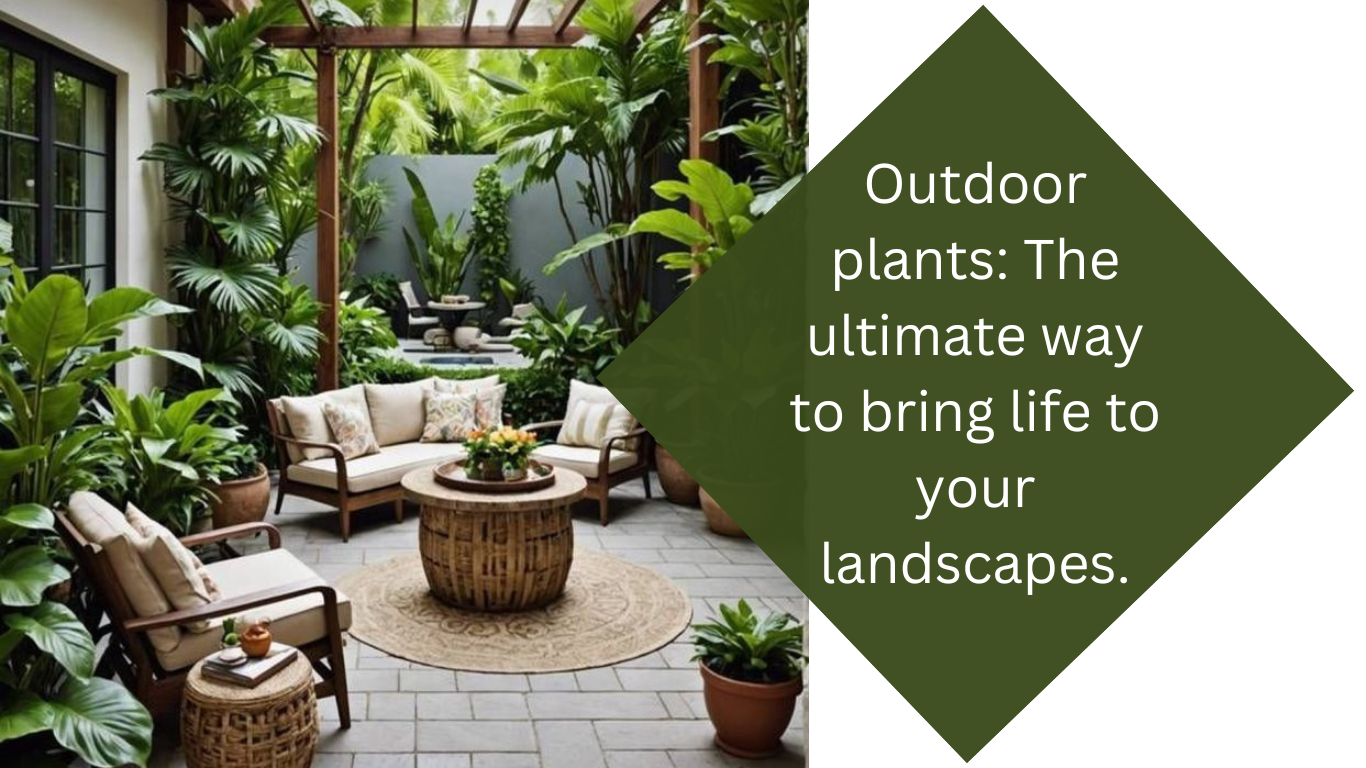 Outdoor
plants: The
ultimate way
to bring life to
your
landscapes.